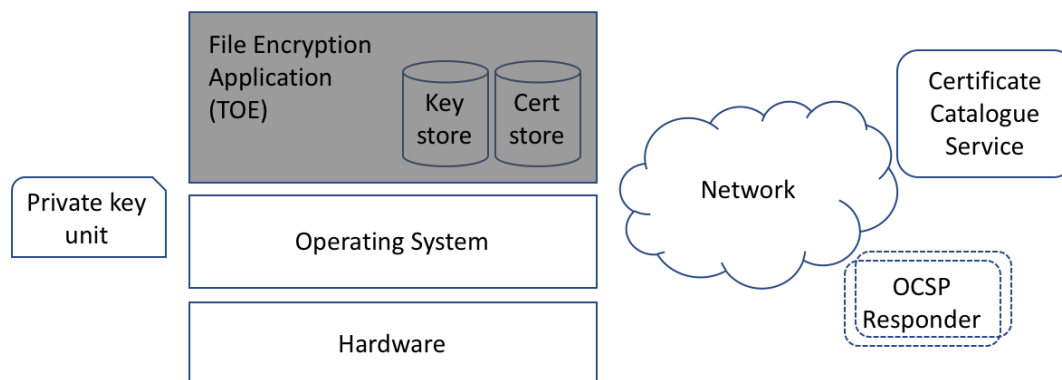 File Encryption
Application
(TOE)
Key
store
Cert
store
Private key
unit
Operating System
Hardware
Network
Certificate
Catalogue
Service
OCSP
Responder